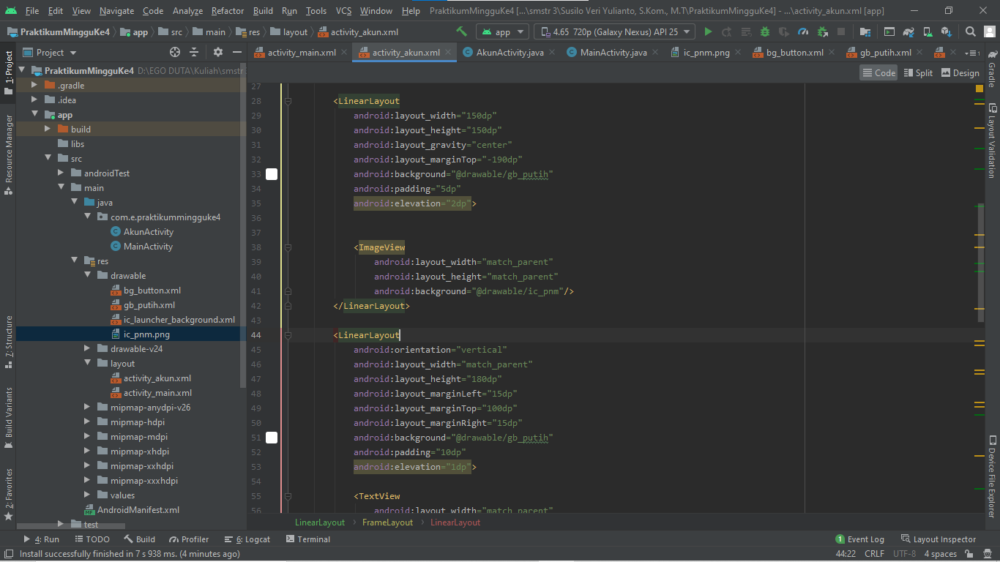 File Edit View Navigate Code Analyze Refactor Build Run Tools VCS Window Help PraktikumMingguKe4 [...\smstr 3\Susilo Veri Yulianto, S.Kom., M.T\PraktikumMingguKe4] - ...\activity_akun.xml [app]
PraktikumMingguKe4 app src main res layout activity_akun.xml app 4.65 720p (Galaxy Nexus) API 25
1: Project
Resource Manager
7: Structure
Build Variants
2: Favorites
Project
PraktikumMingguKe4 D:\EGO DUTA\Kuliah\smstr
.gradle
.idea
app
build
libs
src
androidTest
main
java
com.e.praktikummingguke4
AkunActivity
MainActivity
res
drawable
bg_button.xml
gb_putih.xml
ic_launcher_background.xml
ic_pnm.png
drawable-v24
layout
activity_akun.xml
activity_main.xml
mipmap-anydpi-v26
mipmap-hdpi
mipmap-mdpi
mipmap-xhdpi
mipmap-xxhdpi
mipmap-xxxhdpi
values
AndroidManifest.xml
test
activity_main.xml activity_akun.xml AkunActivity.java MainActivity.java ic_pnm.png bg_button.xml gb_putih.xml
Code Split Design
27
28 <LinearLayout
29 android:layout_width="150dp"
30 android:layout_height="150dp"
31 android:layout_gravity="center"
32 android:layout_marginTop="-190dp"
33 android:background="@drawable/gb_putih"
34 android:padding="5dp"
35 android:elevation="2dp">
36
37
38 <ImageView
39 android:layout_width="match_parent"
40 android:layout_height="match_parent"
41 android:background="@drawable/ic_pnm"/>
42 </LinearLayout>
43
44 <LinearLayout
45 android:orientation="vertical"
46 android:layout_width="match_parent"
47 android:layout_height="180dp"
48 android:layout_marginLeft="15dp"
49 android:layout_marginTop="100dp"
50 android:layout_marginRight="15dp"
51 android:background="@drawable/gb_putih"
52 android:padding="10dp"
53 android:elevation="1dp">
54
55 <TextView
56 android:layout_width="match_parent"
LinearLayout FrameLayout LinearLayout
Gradle
Layout Validation
Device File Explorer
4: Run TODO Build Profiler 6: Logcat Terminal 1 Event Log Layout Inspector
Install successfully finished in 7 s 938 ms. (4 minutes ago) 44:22 CRLF UTF-8 4 spaces